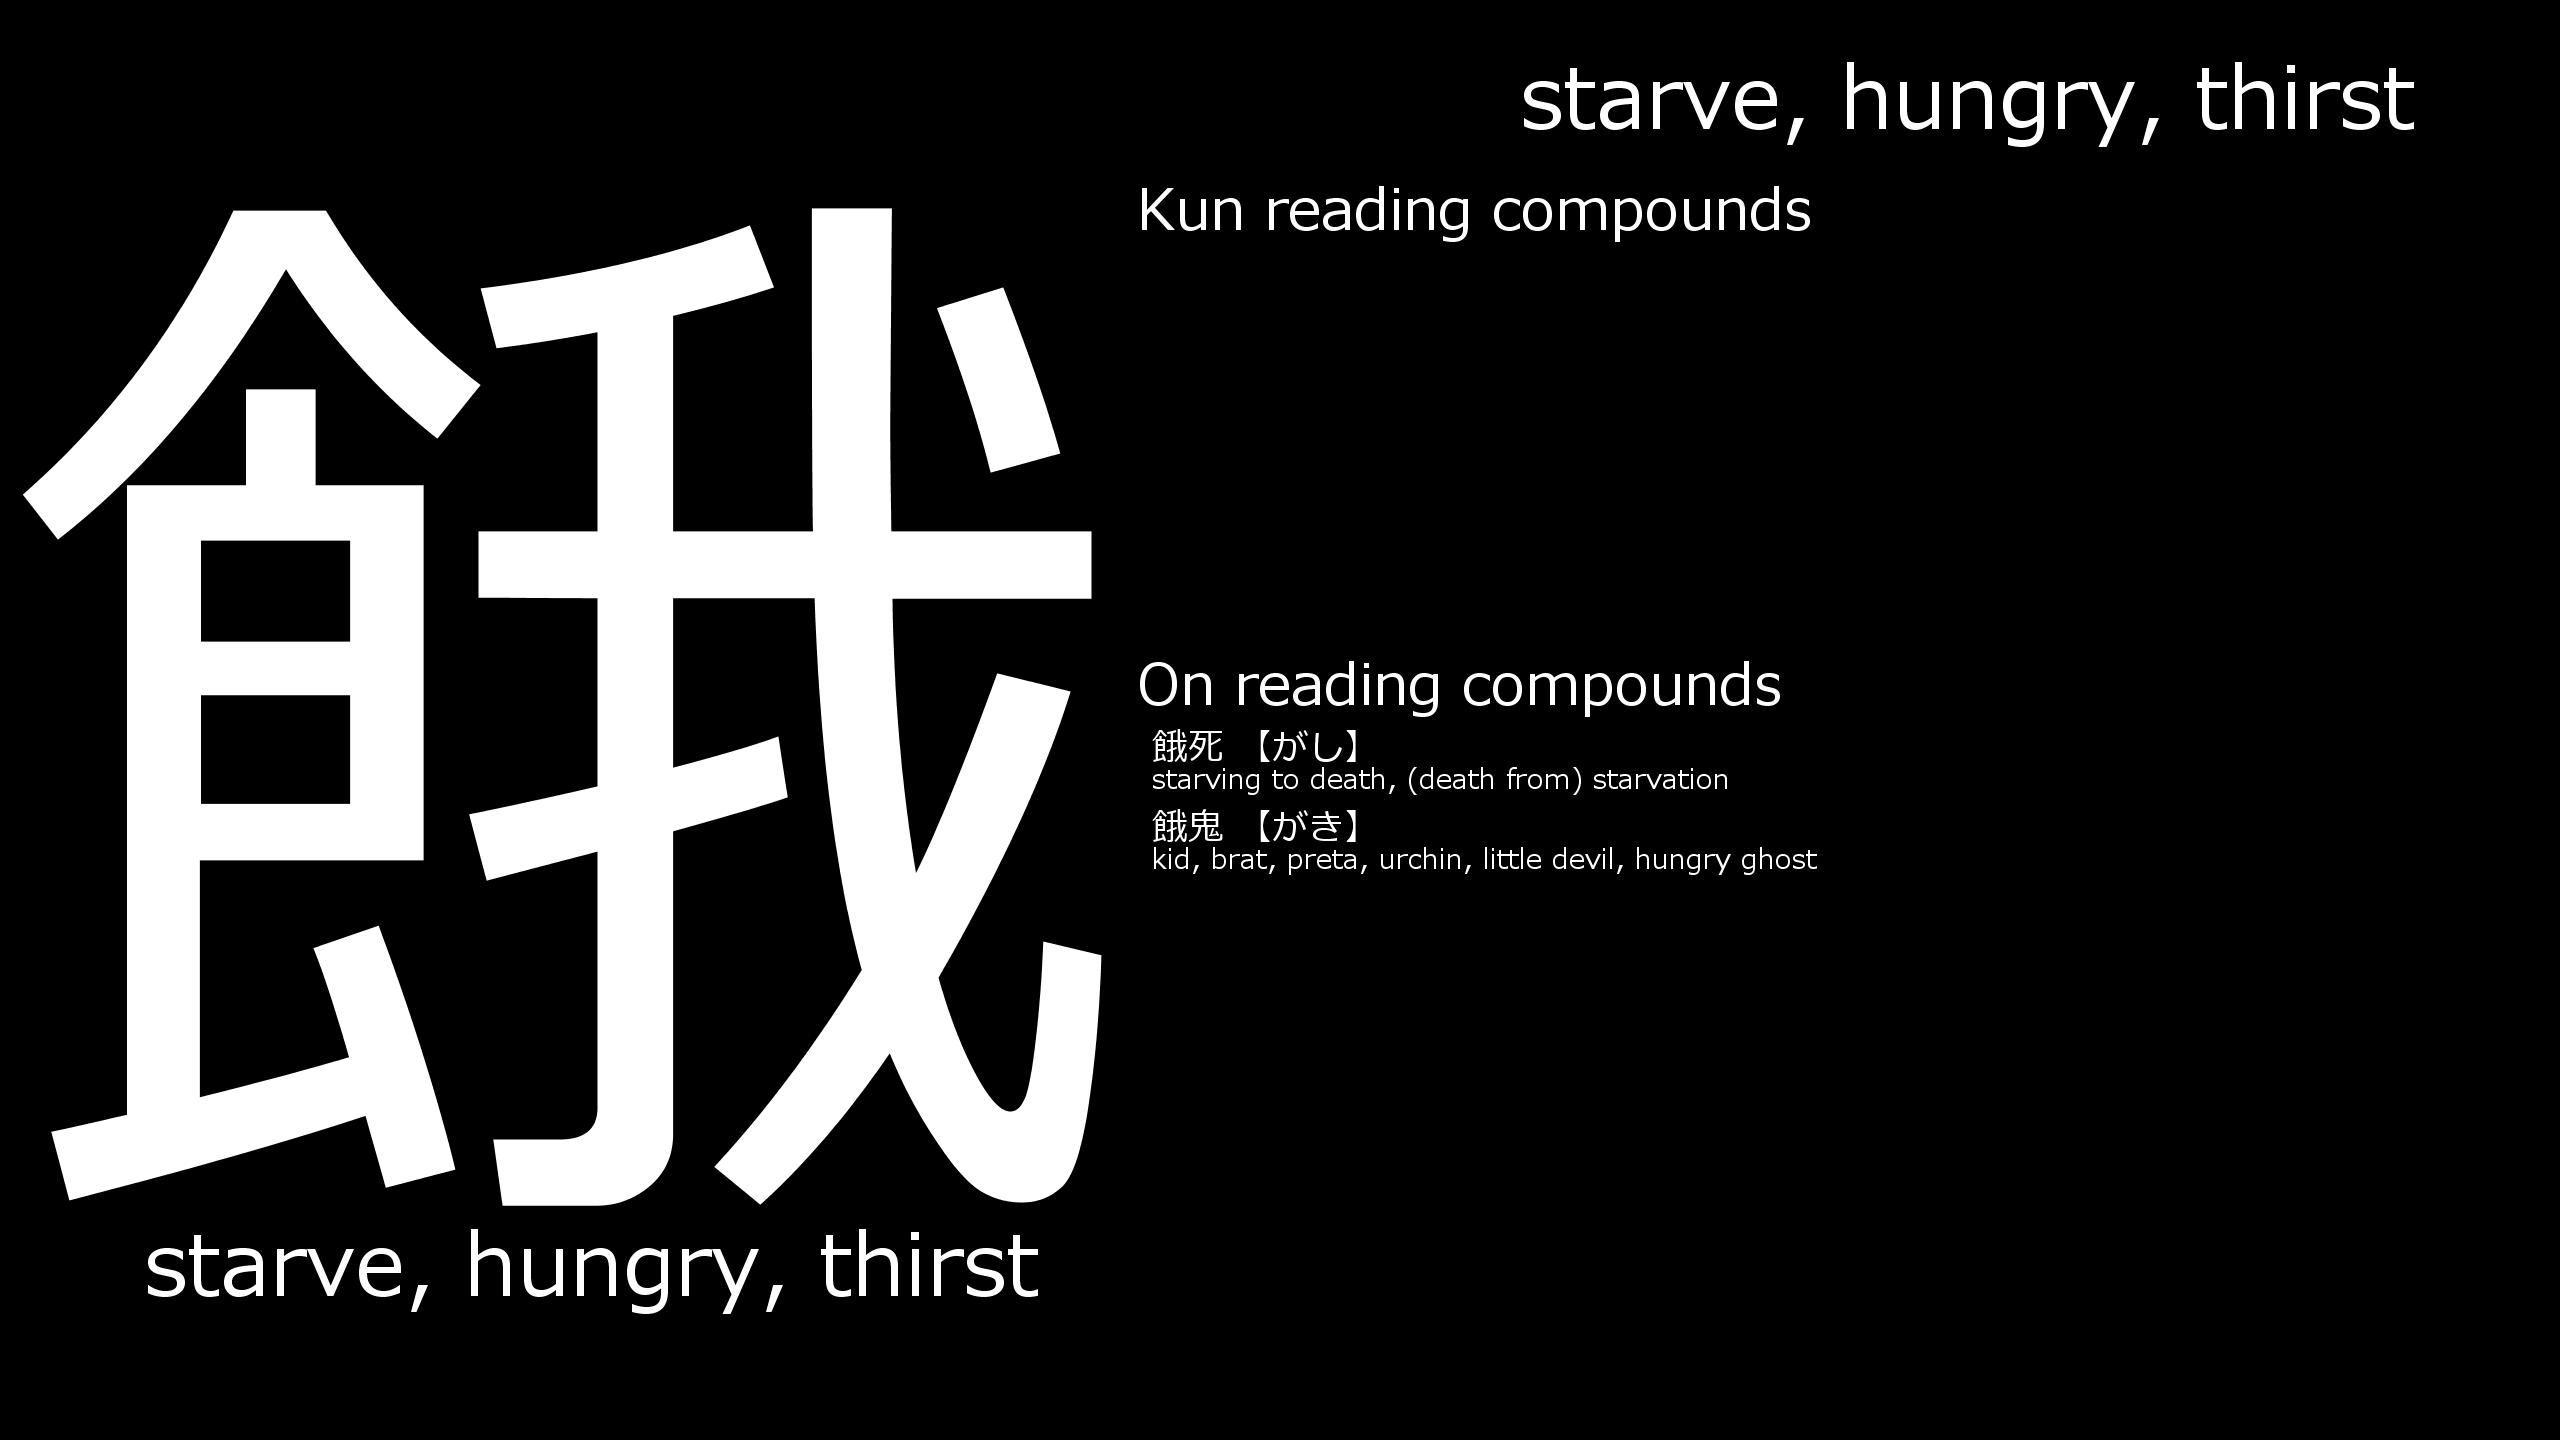 starve, hungry, thirst
餓
Kun reading compounds
On reading compounds
餓死 【がし】
starving to death, (death from) starvation
餓鬼 【がき】
kid, brat, preta, urchin, little devil, hungry ghost
starve, hungry, thirst